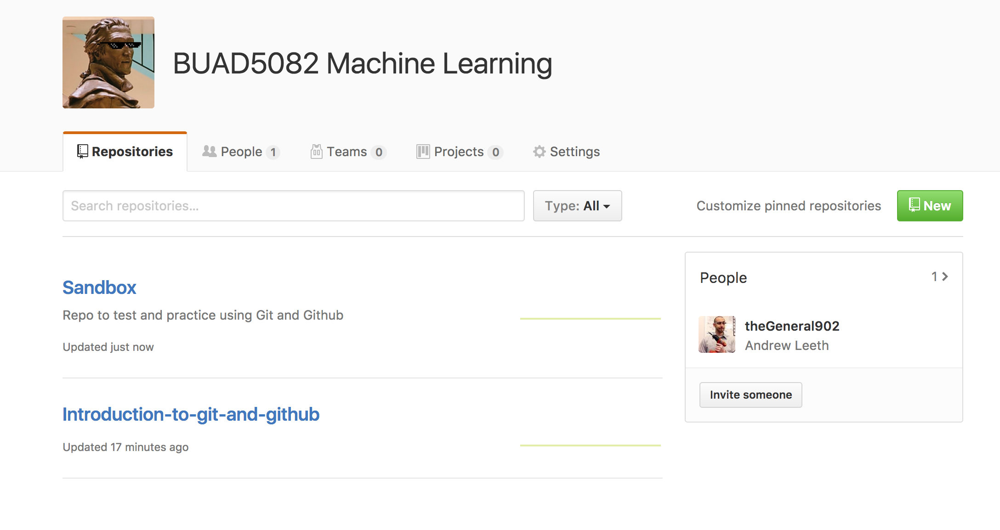 BUAD5082 Machine Learning
Repositories People 1 Teams 0 Projects 0 Settings
Search repositories... Type: All Customize pinned repositories New
Sandbox
Repo to test and practice using Git and Github
Updated just now
Introduction-to-git-and-github
Updated 17 minutes ago
People 1
theGeneral902
Andrew Leeth
Invite someone